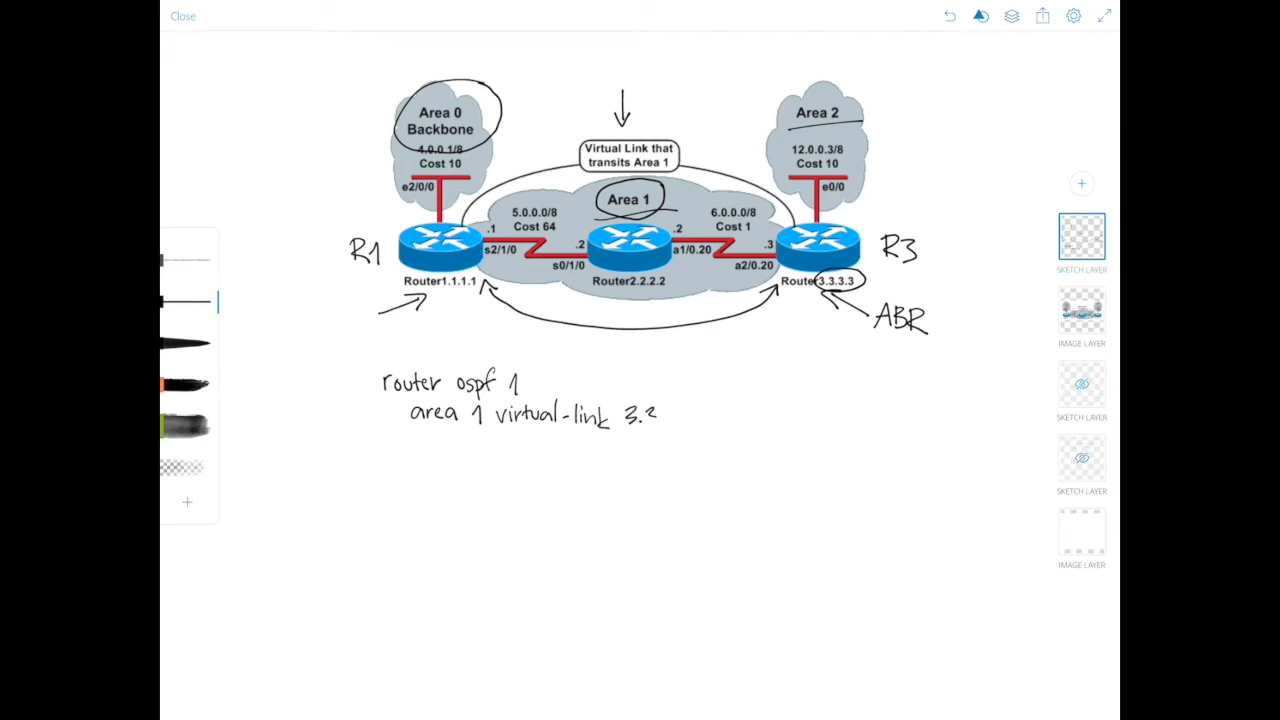 Close
Area 0
Backbone
4.0.0.1/8
Cost 10
e2/0/0
Virtual Link that
transits Area 1
Area 2
12.0.0.3/8
Cost 10
e0/0
Area 1
5.0.0.0/8
Cost 64
6.0.0.0/8
Cost 1
R1
.1
s2/1/0
.2
s0/1/0
.2
a1/0.20
.3
a2/0.20
R3
Router1.1.1.1
Router2.2.2.2
Router3.3.3.3
ABR
router ospf 1
area 1 virtual-link 3.
SKETCH LAYER
IMAGE LAYER
SKETCH LAYER
SKETCH LAYER
IMAGE LAYER